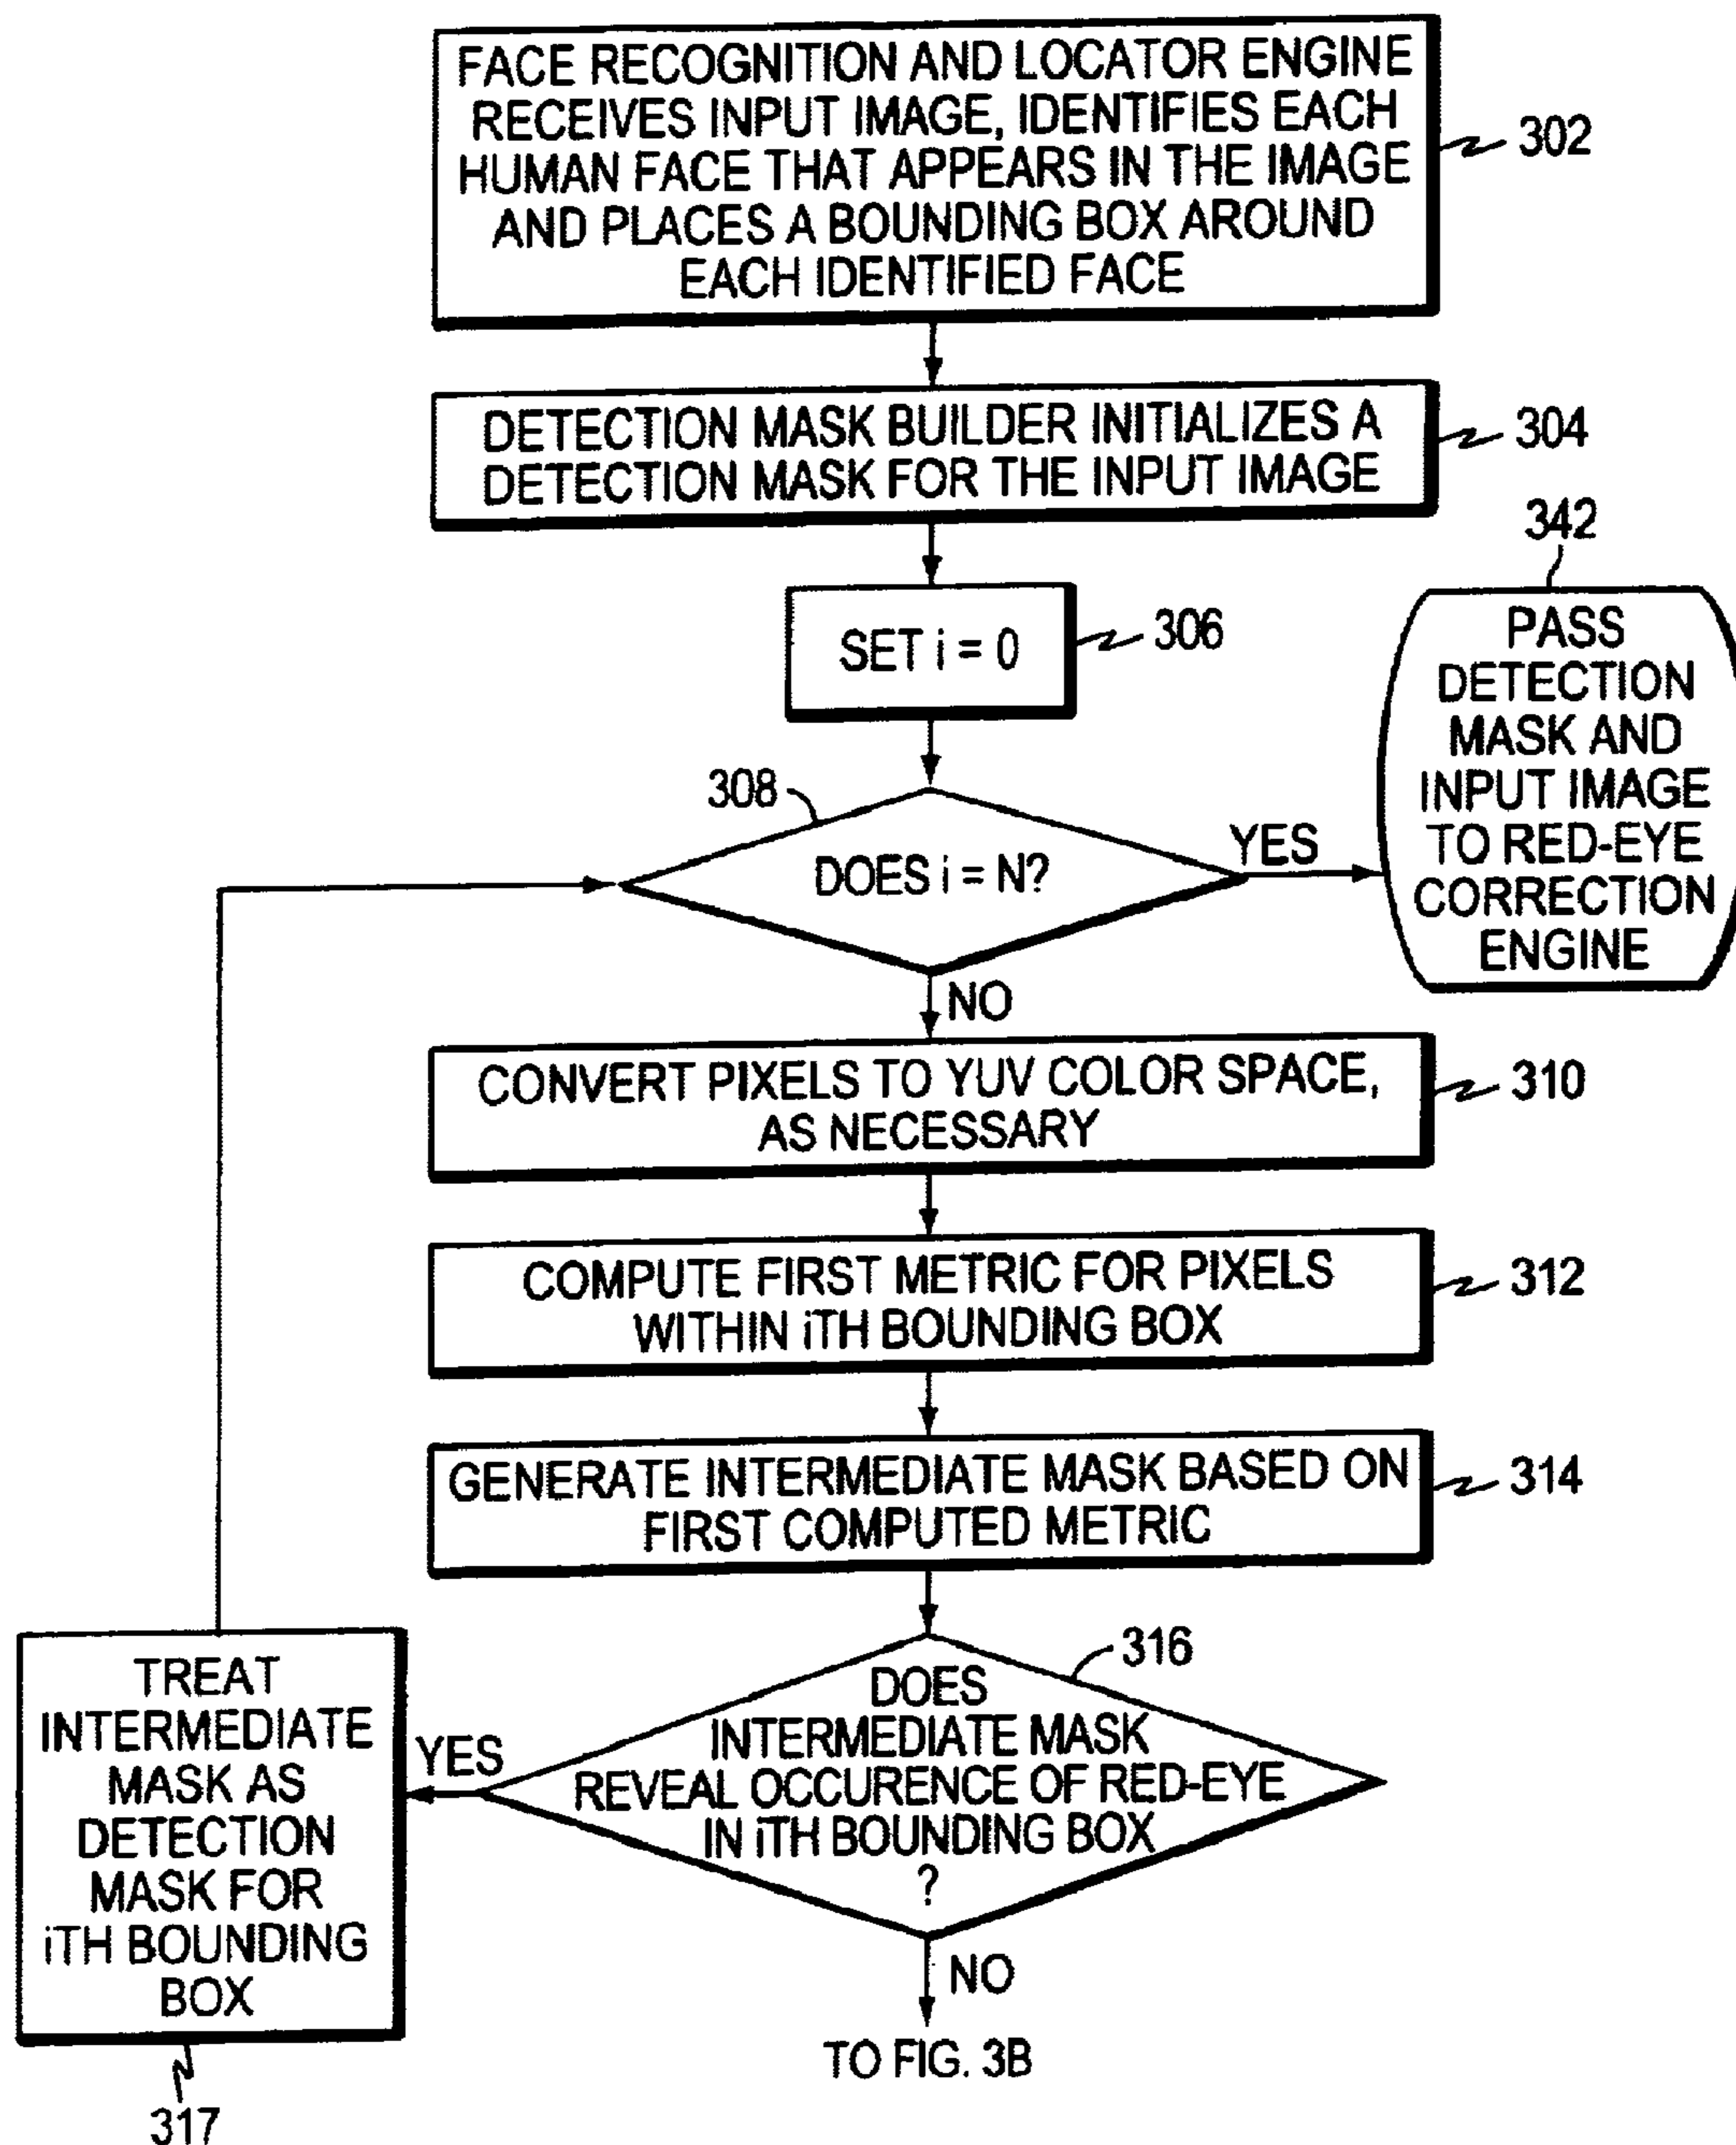 FACE RECOGNITION AND LOCATOR ENGINE
RECEIVES INPUT IMAGE, IDENTIFIES EACH
HUMAN FACE THAT APPEARS IN THE IMAGE
AND PLACES A BOUNDING BOX AROUND
EACH IDENTIFIED FACE
302
DETECTION MASK BUILDER INITIALIZES A
DETECTION MASK FOR THE INPUT IMAGE
304
SET i = 0
306
308
DOES i = N?
YES
342
PASS
DETECTION
MASK AND
INPUT IMAGE
TO RED-EYE
CORRECTION
ENGINE
NO
CONVERT PIXELS TO YUV COLOR SPACE,
AS NECESSARY
310
COMPUTE FIRST METRIC FOR PIXELS
WITHIN iTH BOUNDING BOX
312
GENERATE INTERMEDIATE MASK BASED ON
FIRST COMPUTED METRIC
314
316
DOES
INTERMEDIATE MASK
REVEAL OCCURENCE OF RED-EYE
IN iTH BOUNDING BOX
?
YES
TREAT
INTERMEDIATE
MASK AS
DETECTION
MASK FOR
iTH BOUNDING
BOX
317
NO
TO FIG. 3B